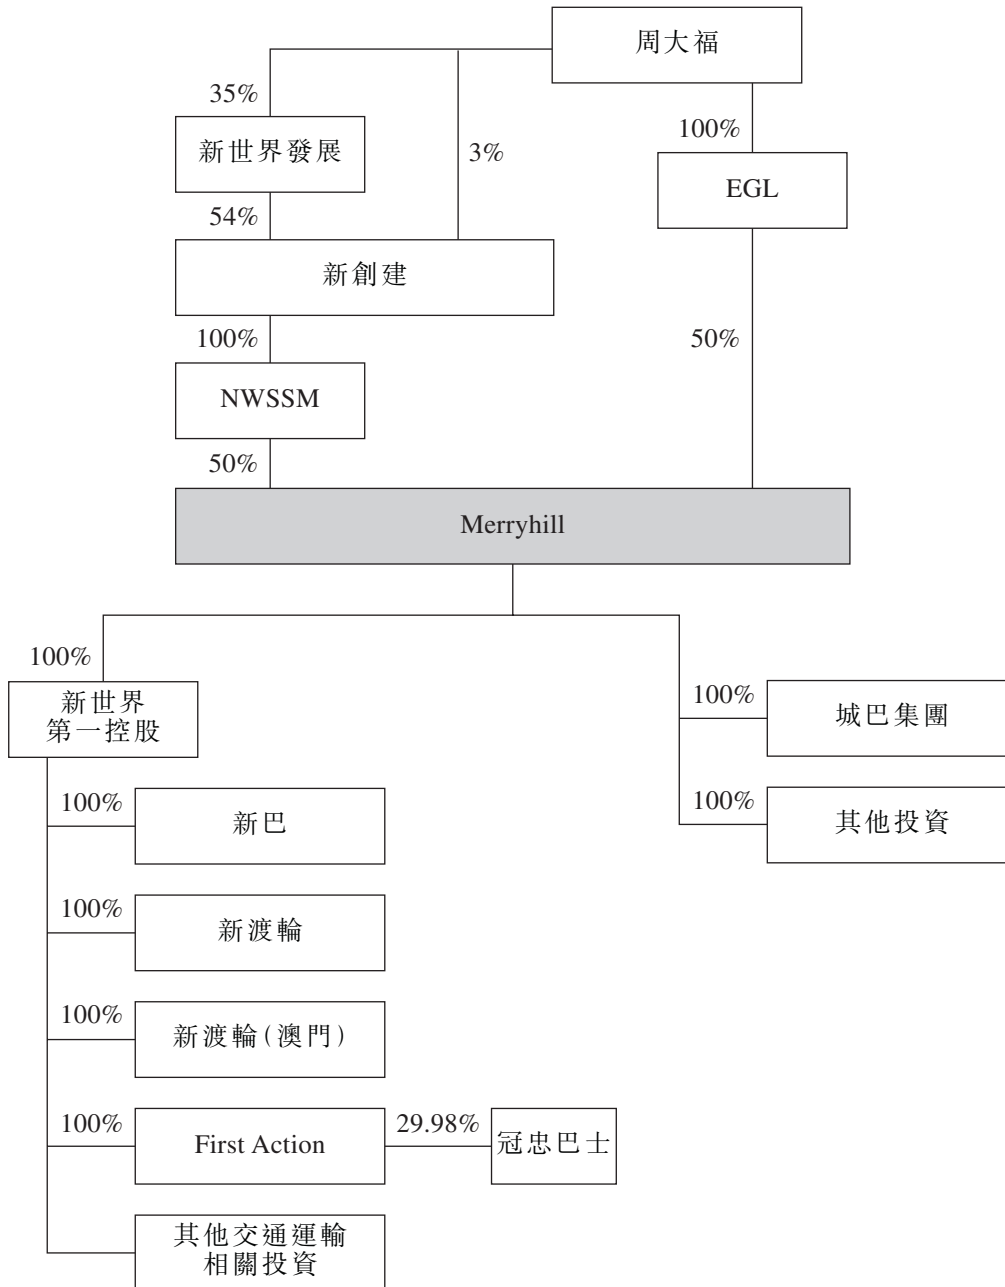 周大福
35%
100%
新世界發展
3%
EGL
54%
新創建
100%
50%
NWSSM
50%
Merryhill
100%
新世界
第一控股
100%
城巴集團
100%
新巴
100%
其他投資
100%
新渡輪
100%
新渡輪(澳門)
100%
First Action
29.98%
冠忠巴士
其他交通運輸
相關投資